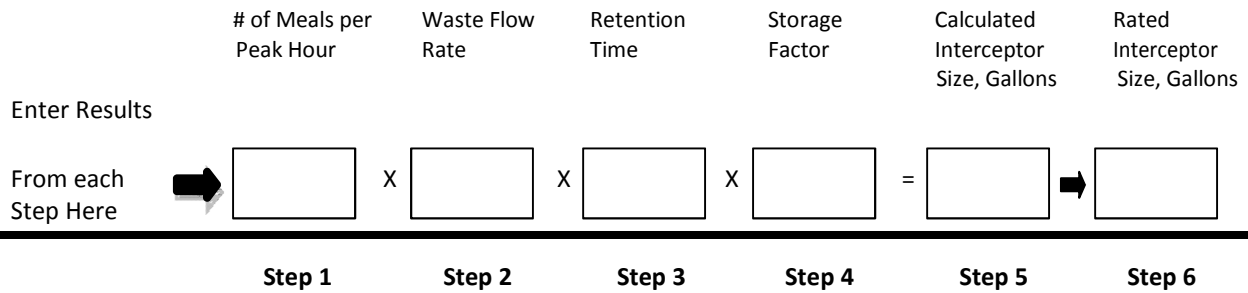 # of Meals per Waste Flow Retention Storage Calculated Rated
Peak Hour Rate Time Factor Interceptor Interceptor
Size, Gallons Size, Gallons
Enter Results
From each X X X =
Step Here
Step 1 Step 2 Step 3 Step 4 Step 5 Step 6